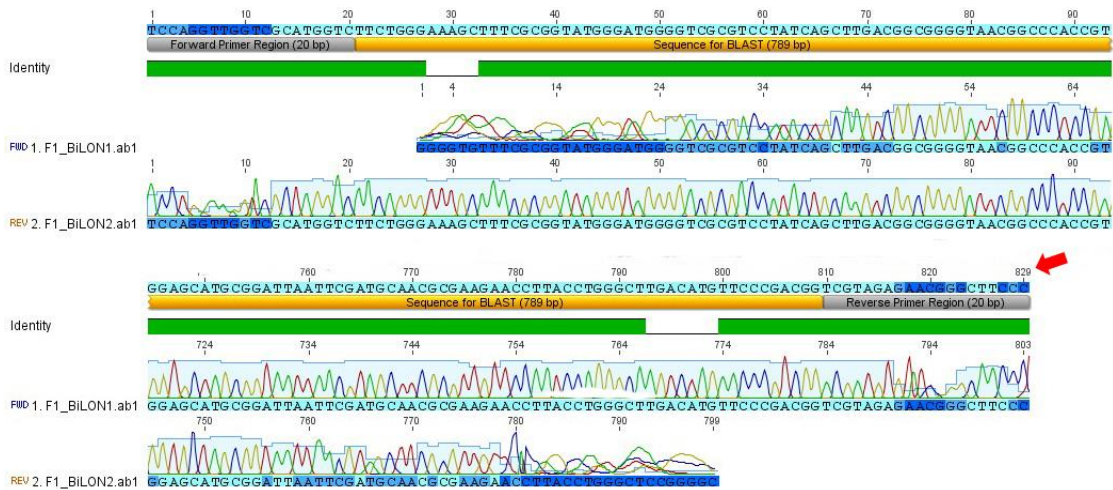 1 10 20 30 40 50 60 70 80 90
TCCAGGTTGGTCGCATGGTCTTCTGGGAAAGCTTTCGCGGTATGGGATGGGGTCGCGTCCTATCAGCTTGACGGCGGGGTAACGGCCCACCGT
Forward Primer Region (20 bp) Sequence for BLAST (789 bp)
Identity
1 4 14 24 34 44 54 64
FWD 1. F1_BiLON1.ab1 GGGGTGTTTCGCGGTATGGGATGGGGTCGCGTCCTATCAGCTTGACGGCGGGGTAACGGCCCACCGT
1 10 20 30 40 50 60 70 80 90
REV 2. F1_BiLON2.ab1 TCCAGGTTGGTCGCATGGTCTTCTGGGAAAGCTTTCGCGGTATGGGATGGGGTCGCGTCCTATCAGCTTGACGGCGGGGTAACGGCCCACCGT
760 770 780 790 800 810 820 829
GGAGCATGCGGATTAATTCGATGCAACGCGAAGAACCTTACCTGGGCTTGACATGTTCCCGACGGTCGTAGAGAACGGGCTTCCC
Sequence for BLAST (789 bp) Reverse Primer Region (20 bp)
Identity
724 734 744 754 764 774 784 794 803
FWD 1. F1_BiLON1.ab1 GGAGCATGCGGATTAATTCGATGCAACGCGAAGAACCTTACCTGGGCTTGACATGTTCCCGACGGTCGTAGAGAACGGGCTTCCC
750 760 770 780 790 799
REV 2. F1_BiLON2.ab1 GGAGCATGCGGATTAATTCGATGCAACGCGAAGAACCTTACCTGGGCTCCGGGGC